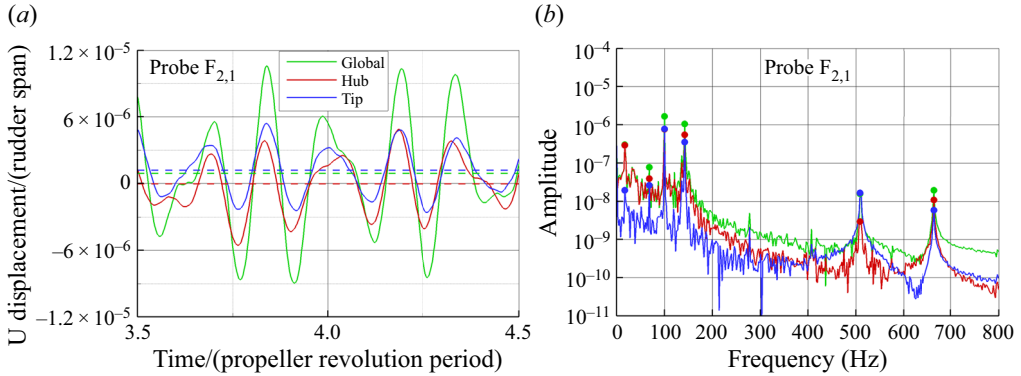 (a)
U displacement/(rudder span)
1.2 × 10⁻⁵
6 × 10⁻⁶
0
−6 × 10⁻⁶
−1.2 × 10⁻⁵
Probe F₂,₁
Global
Hub
Tip
3.5
4.0
4.5
Time/(propeller revolution period)
(b)
Amplitude
10⁻⁴
10⁻⁵
10⁻⁶
10⁻⁷
10⁻⁸
10⁻⁹
10⁻¹⁰
10⁻¹¹
Probe F₂,₁
0 100 200 300 400 500 600 700 800
Frequency (Hz)